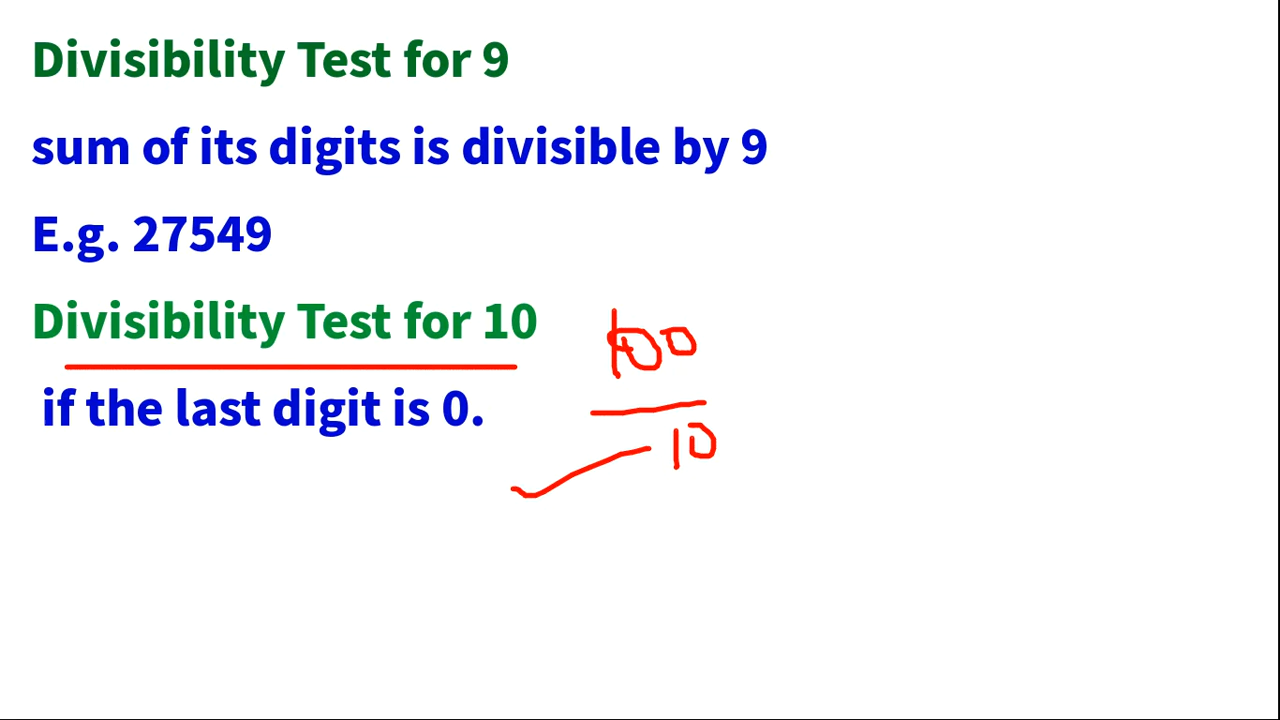 Divisibility Test for 9
sum of its digits is divisible by 9
E.g. 27549
Divisibility Test for 10
if the last digit is 0.
100
10